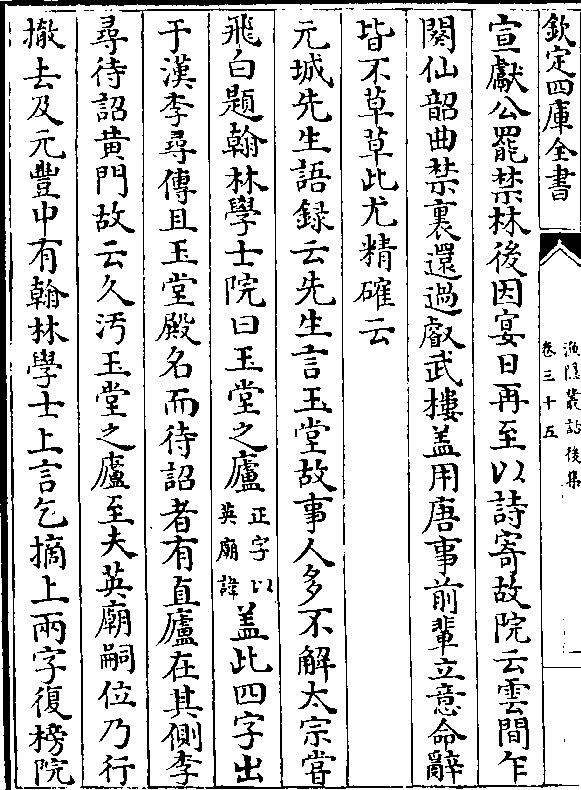 欽定四庫全書
漁隱叢話後集
卷三十五
宣獻公罷禁林後因宴日再至以詩寄故院云雲間乍
闋仙韶曲禁裏還過叡武樓盖用唐事前輩立意命辭
皆不草草此尤精確云
元城先生語録云先生言玉堂故事人多不解太宗嘗
飛白題翰林學士院曰玉堂之廬正字以英廟諱盖此四字出
于漢李尋傳且玉堂殿名而待詔者有直廬在其側李
尋待詔黄門故云久汚玉堂之廬至夫英廟嗣位乃行
撤去及元豐中有翰林學士上言乞摘上兩字復榜院